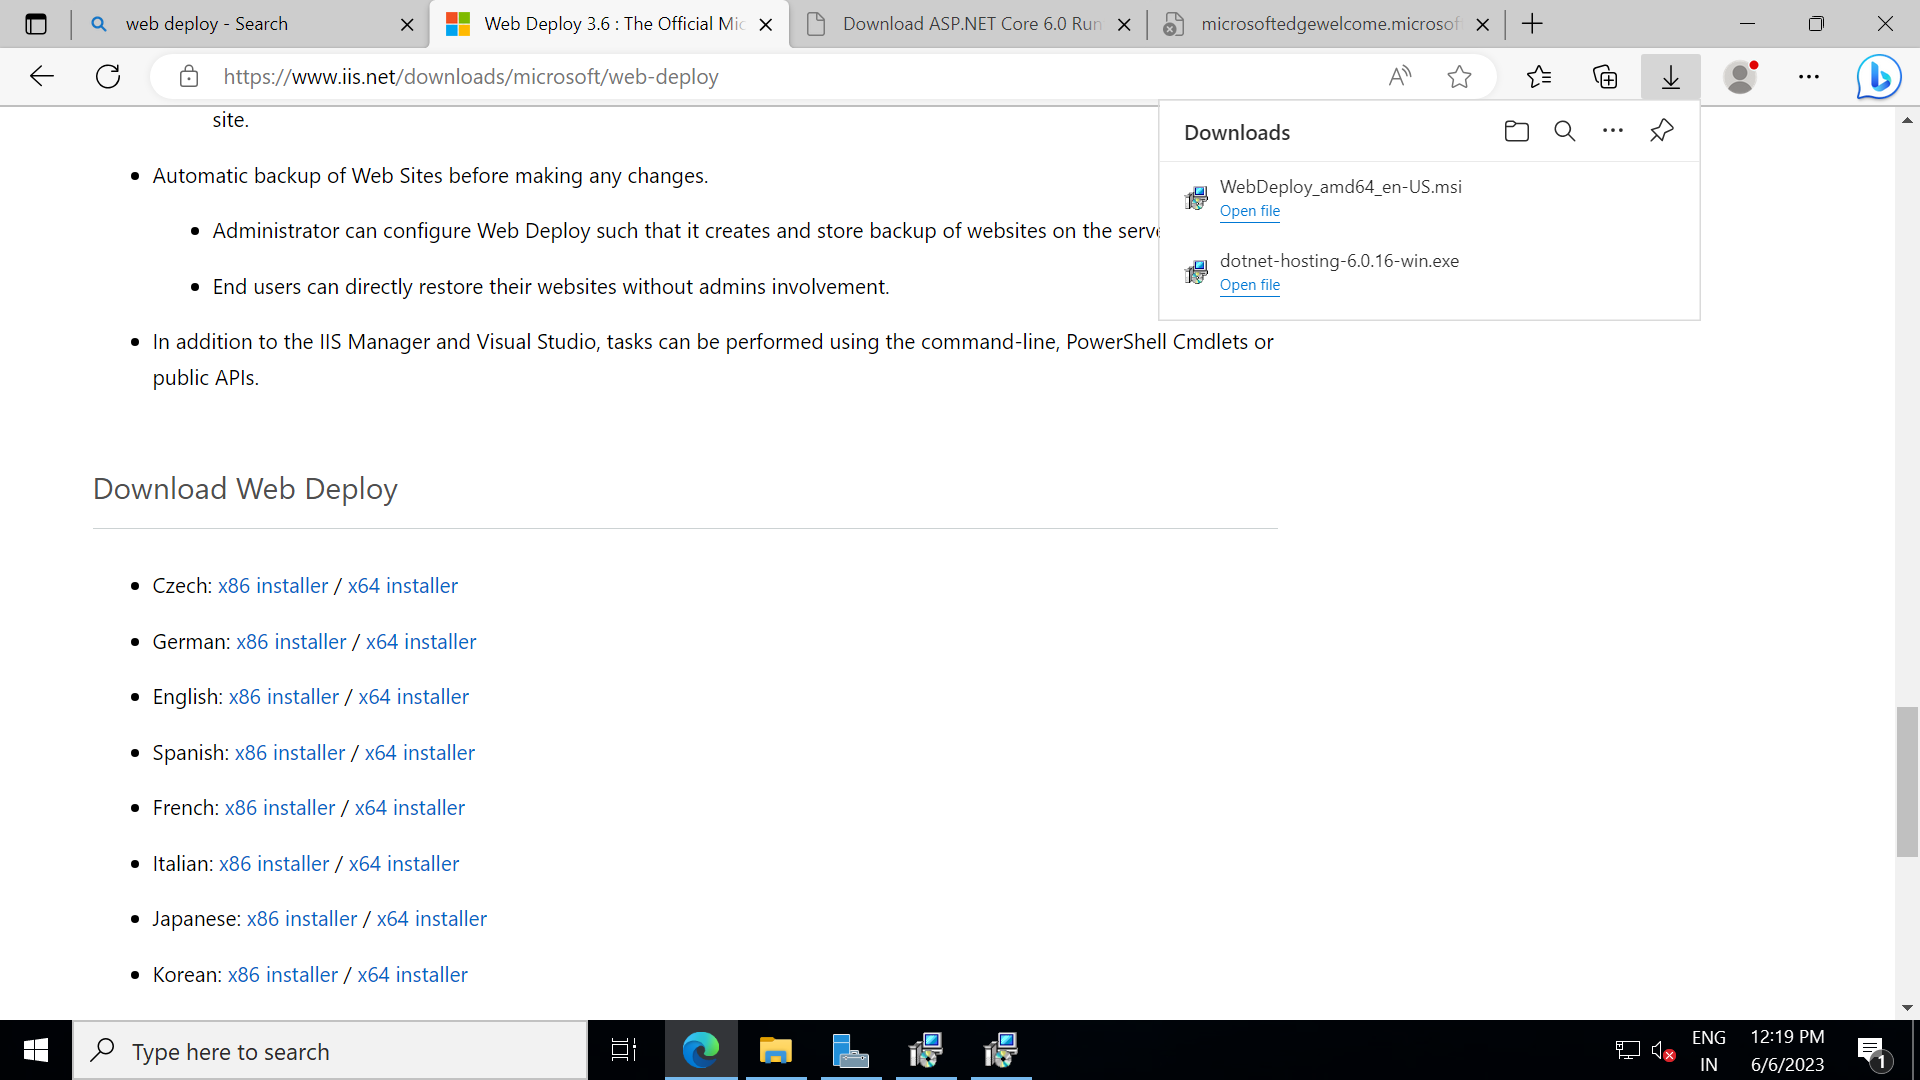 web deploy - Search
Web Deploy 3.6 : The Official Mic
Download ASP.NET Core 6.0 Run
microsoftedgewelcome.microsoft
https://www.iis.net/downloads/microsoft/web-deploy
site.
Automatic backup of Web Sites before making any changes.
Administrator can configure Web Deploy such that it creates and store backup of websites on the serve
End users can directly restore their websites without admins involvement.
In addition to the IIS Manager and Visual Studio, tasks can be performed using the command-line, PowerShell Cmdlets or
public APIs.
Downloads
WebDeploy_amd64_en-US.msi
Open file
dotnet-hosting-6.0.16-win.exe
Open file
Download Web Deploy
Czech: x86 installer / x64 installer
German: x86 installer / x64 installer
English: x86 installer / x64 installer
Spanish: x86 installer / x64 installer
French: x86 installer / x64 installer
Italian: x86 installer / x64 installer
Japanese: x86 installer / x64 installer
Korean: x86 installer / x64 installer
Type here to search
ENG
IN
12:19 PM
6/6/2023
1